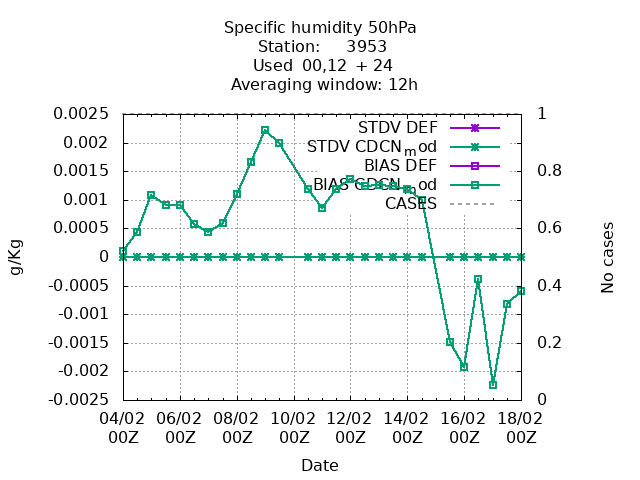 Specific humidity 50hPa
Station: 3953
Used 00,12 + 24
Averaging window: 12h
0.0025
0.002
0.0015
0.001
0.0005
0
-0.0005
-0.001
-0.0015
-0.002
-0.0025
g/Kg
STDV DEF
STDV CDCNmod
BIAS DEF
BIAS CDCNmod
CASES
1
0.8
0.6
0.4
0.2
0
No cases
04/02 06/02 08/02 10/02 12/02 14/02 16/02 18/02
00Z 00Z 00Z 00Z 00Z 00Z 00Z 00Z
Date